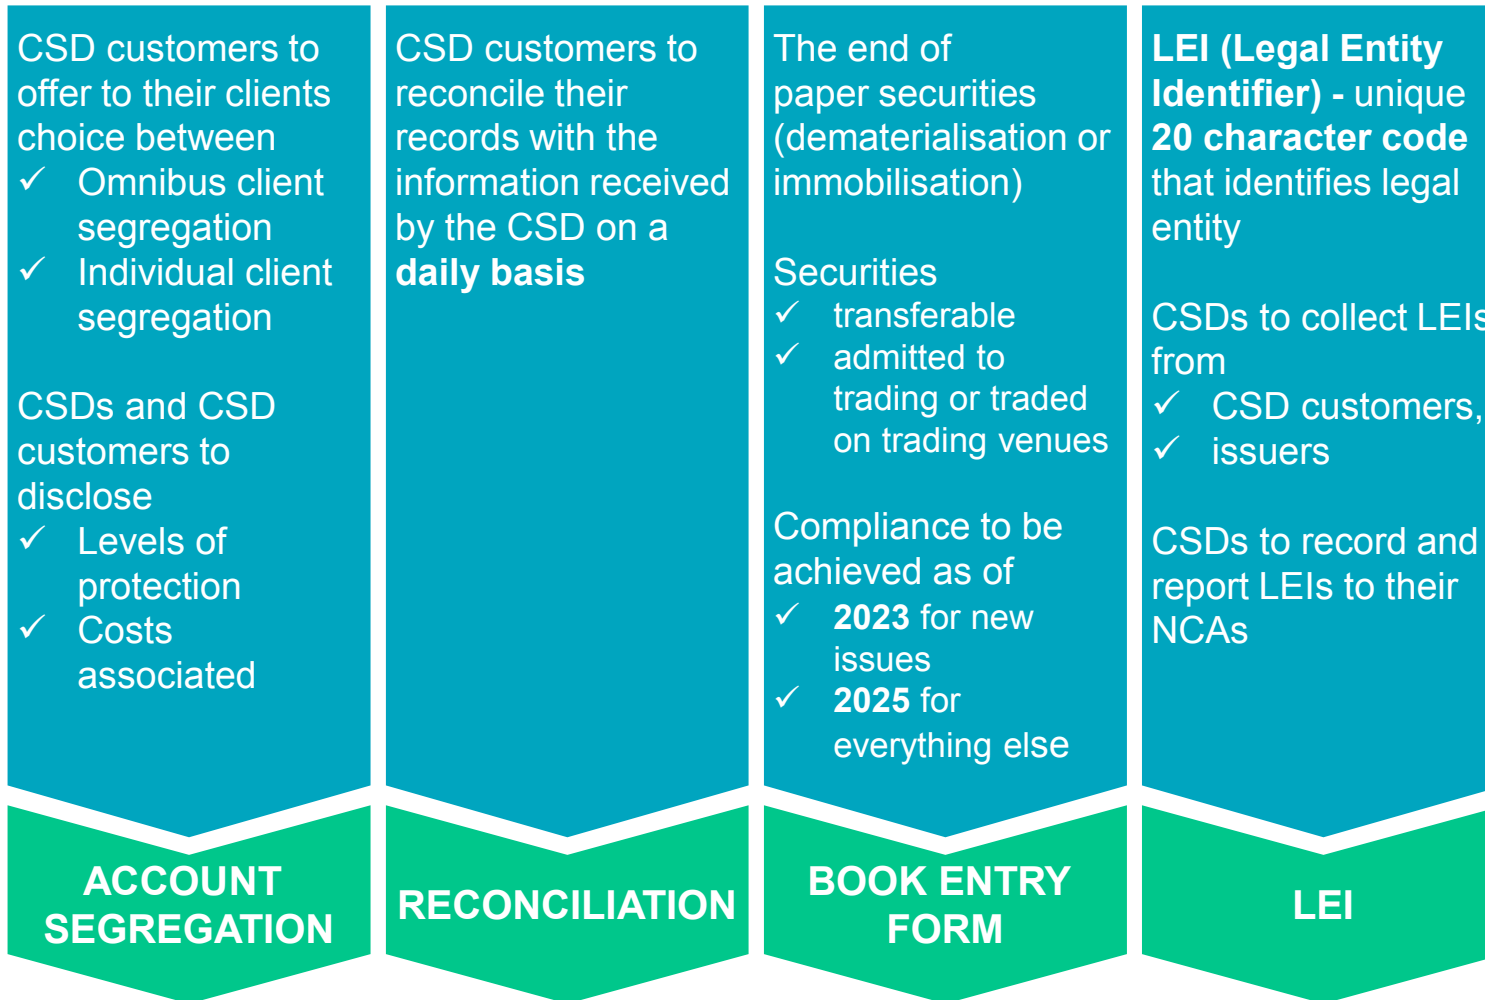 CSD customers to
offer to their clients
choice between
✓ Omnibus client
segregation
✓ Individual client
segregation
CSDs and CSD
customers to
disclose
✓ Levels of
protection
✓ Costs
associated
ACCOUNT
SEGREGATION
CSD customers to
reconcile their
records with the
information received
by the CSD on a
daily basis
RECONCILIATION
The end of
paper securities
(dematerialisation or
immobilisation)
Securities
✓ transferable
✓ admitted to
trading or traded
on trading venues
Compliance to be
achieved as of
✓ 2023 for new
issues
✓ 2025 for
everything else
BOOK ENTRY
FORM
LEI (Legal Entity
Identifier) - unique
20 character code
that identifies legal
entity
CSDs to collect LEIs
from
✓ CSD customers,
✓ issuers
CSDs to record and
report LEIs to their
NCAs
LEI